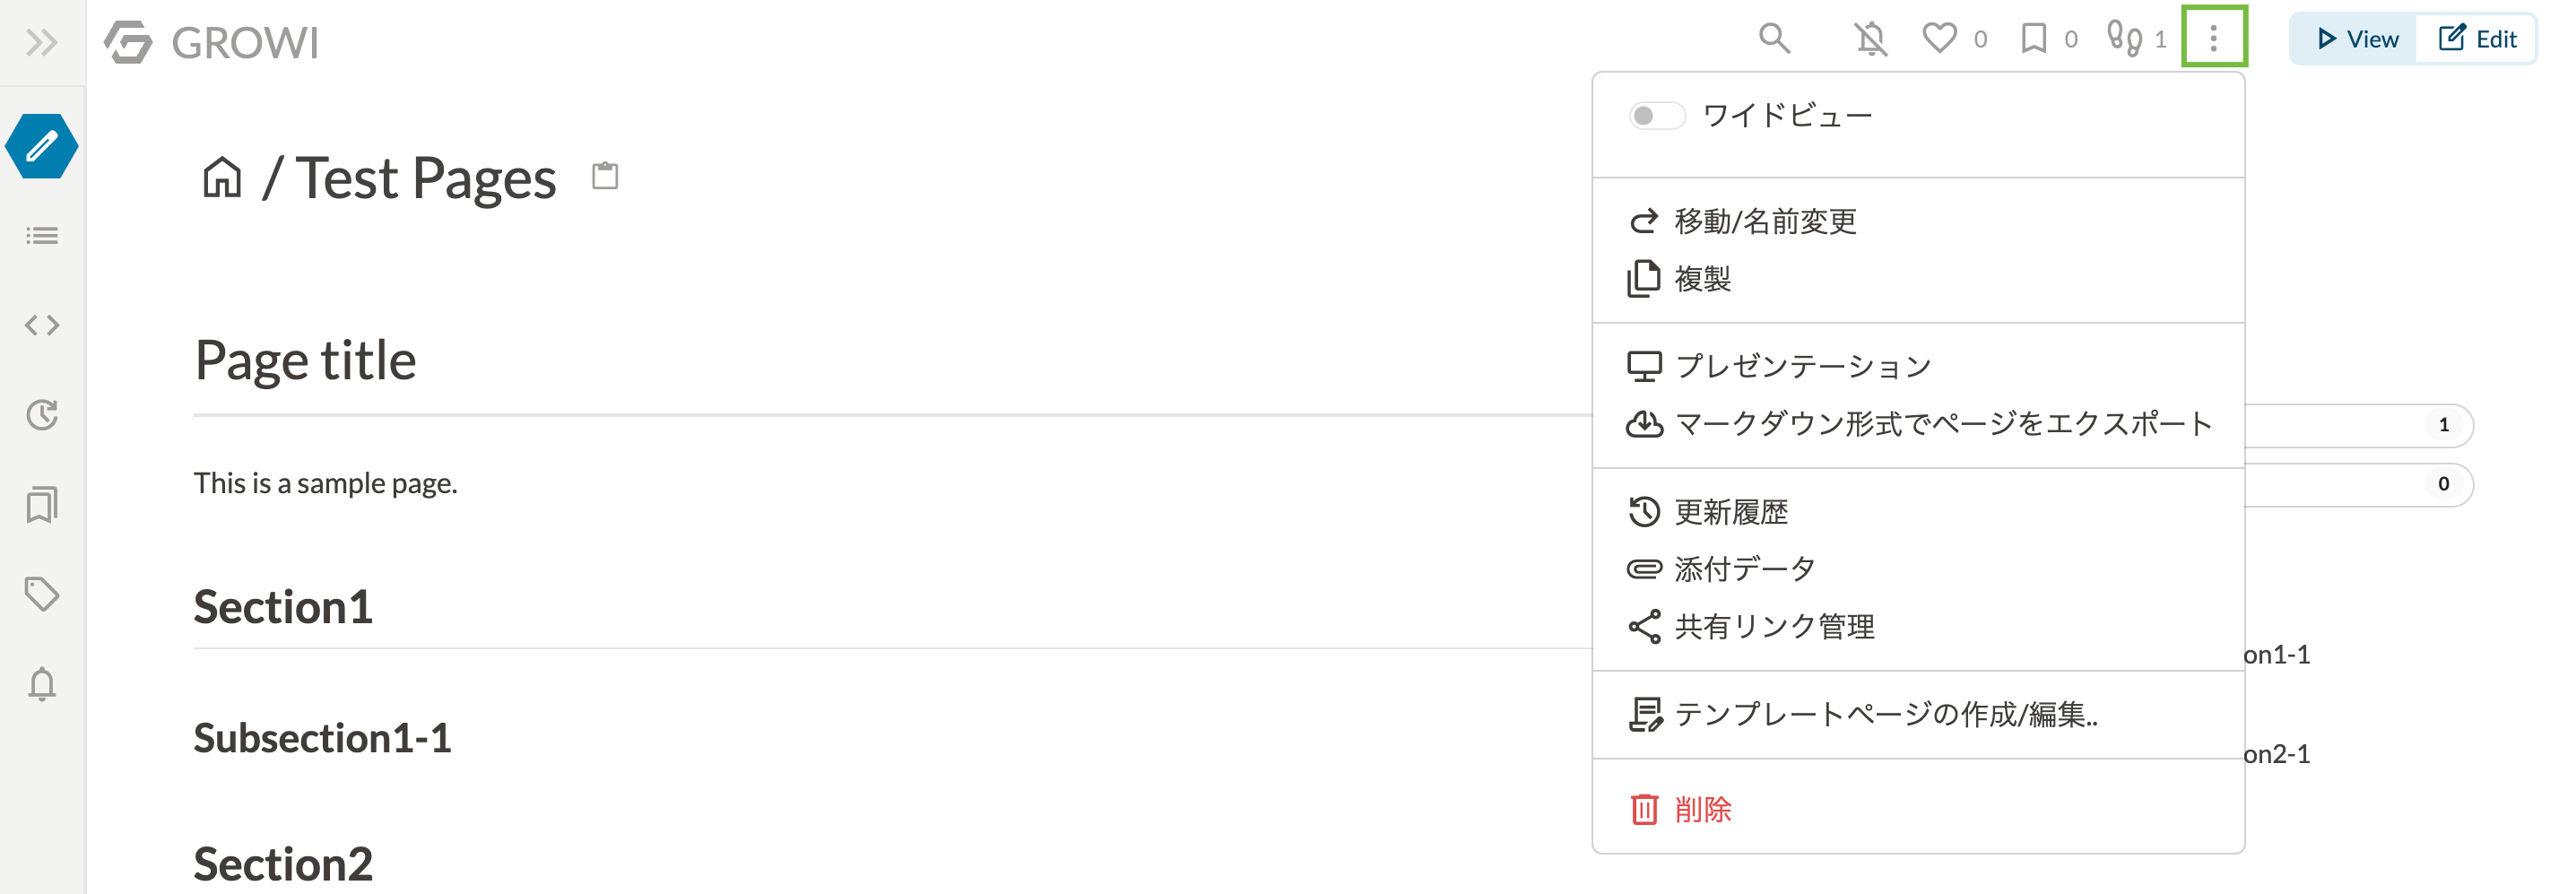 GROWI
0
0
1
View
Edit
ワイドビュー
/ Test Pages
移動/名前変更
複製
Page title
プレゼンテーション
マークダウン形式でページをエクスポート
1
This is a sample page.
0
更新履歴
添付データ
Section1
共有リンク管理
on1-1
Subsection1-1
テンプレートページの作成/編集..
on2-1
削除
Section2